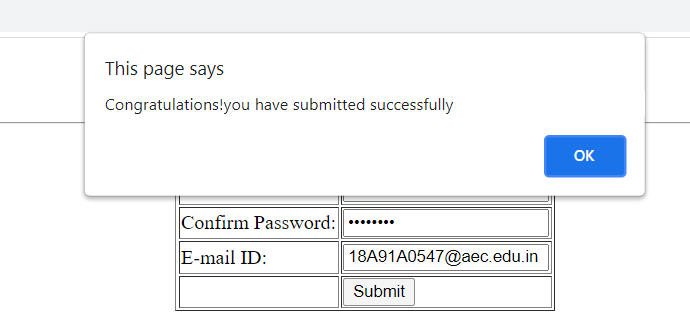 This page says
Congratulations!you have submitted successfully
OK
Confirm Password: ••••••••
E-mail ID: 18A91A0547@aec.edu.in
Submit